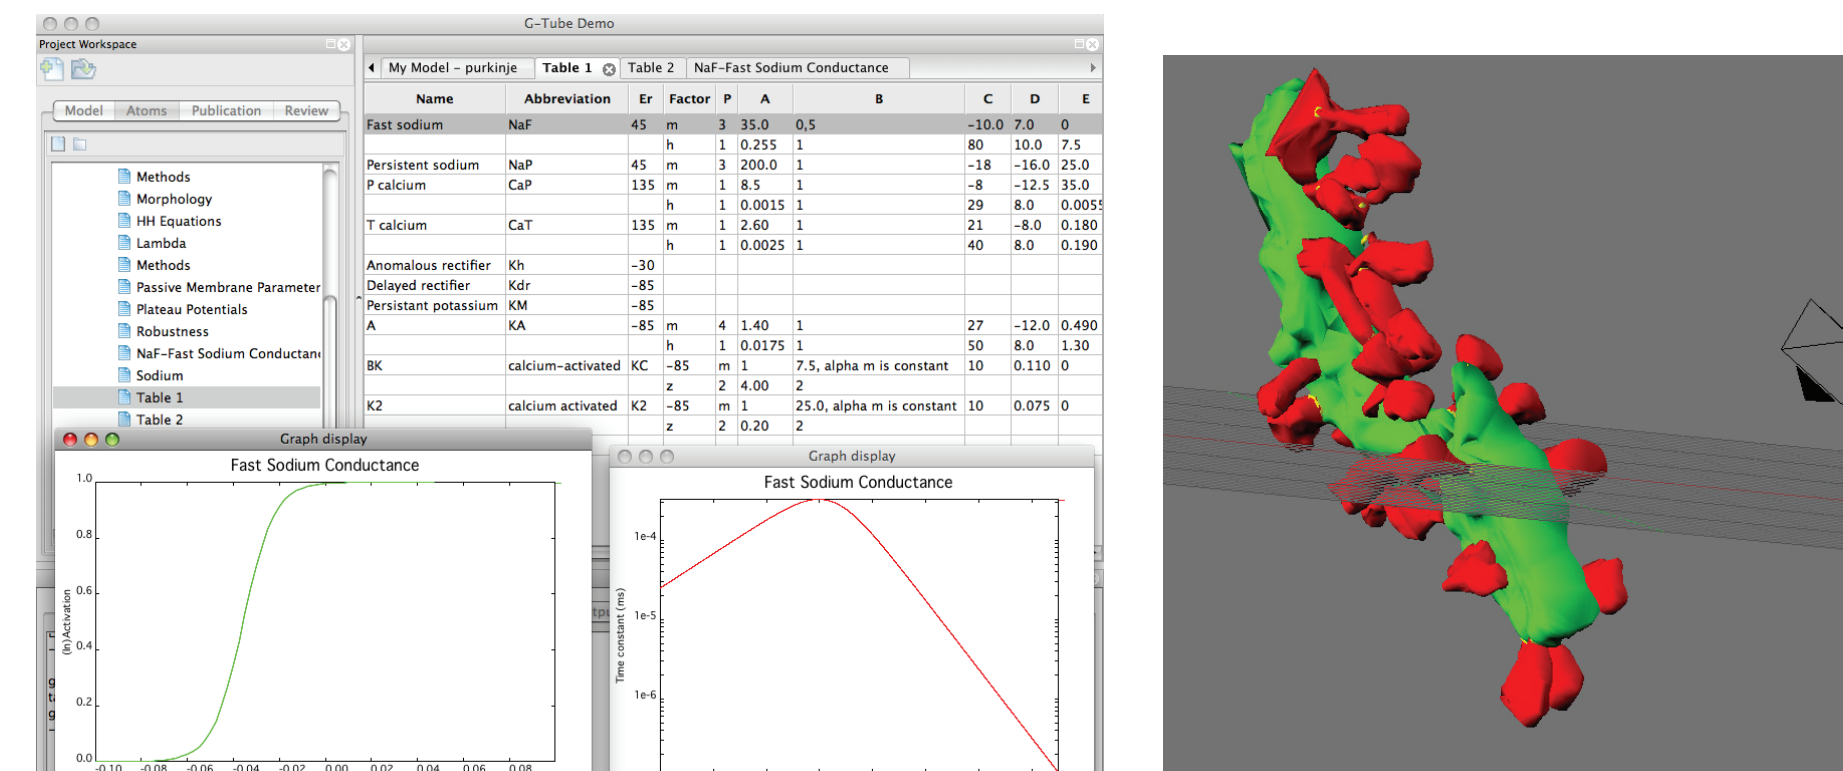 G-Tube Demo
Project Workspace
My Model - purkinje Table 1 Table 2 NaF-Fast Sodium Conductance
Model Atoms Publication Review
Methods
Morphology
HH Equations
Lambda
Methods
Passive Membrane Parameter
Plateau Potentials
Robustness
NaF-Fast Sodium Conductan
Sodium
Table 1
Table 2
Name Abbreviation Er Factor P A B C D E
Fast sodium NaF 45 m 3 35.0 0,5 -10.0 7.0 0
h 1 0.255 1 80 10.0 7.5
Persistent sodium NaP 45 m 3 200.0 1 -18 -16.0 25.0
P calcium CaP 135 m 1 8.5 1 -8 -12.5 35.0
h 1 0.0015 1 29 8.0 0.0055
T calcium CaT 135 m 1 2.60 1 21 -8.0 0.180
h 1 0.0025 1 40 8.0 0.190
Anomalous rectifier Kh -30
Delayed rectifier Kdr -85
Persistant potassium KM -85
A KA -85 m 4 1.40 1 27 -12.0 0.490
h 1 0.0175 1 50 8.0 1.30
BK calcium-activated KC -85 m 1 7.5, alpha m is constant 10 0.110 0
z 2 4.00 2
K2 calcium activated K2 -85 m 1 25.0, alpha m is constant 10 0.075 0
z 2 0.20 2
Graph display
Fast Sodium Conductance
(In)Activation
1.0
0.8
0.6
0.4
0.2
0.0
-0.10 -0.08 -0.06 -0.04 -0.02 0.00 0.02 0.04 0.06 0.08
Graph display
Fast Sodium Conductance
Time constant (ms)
1e-4
1e-5
1e-6